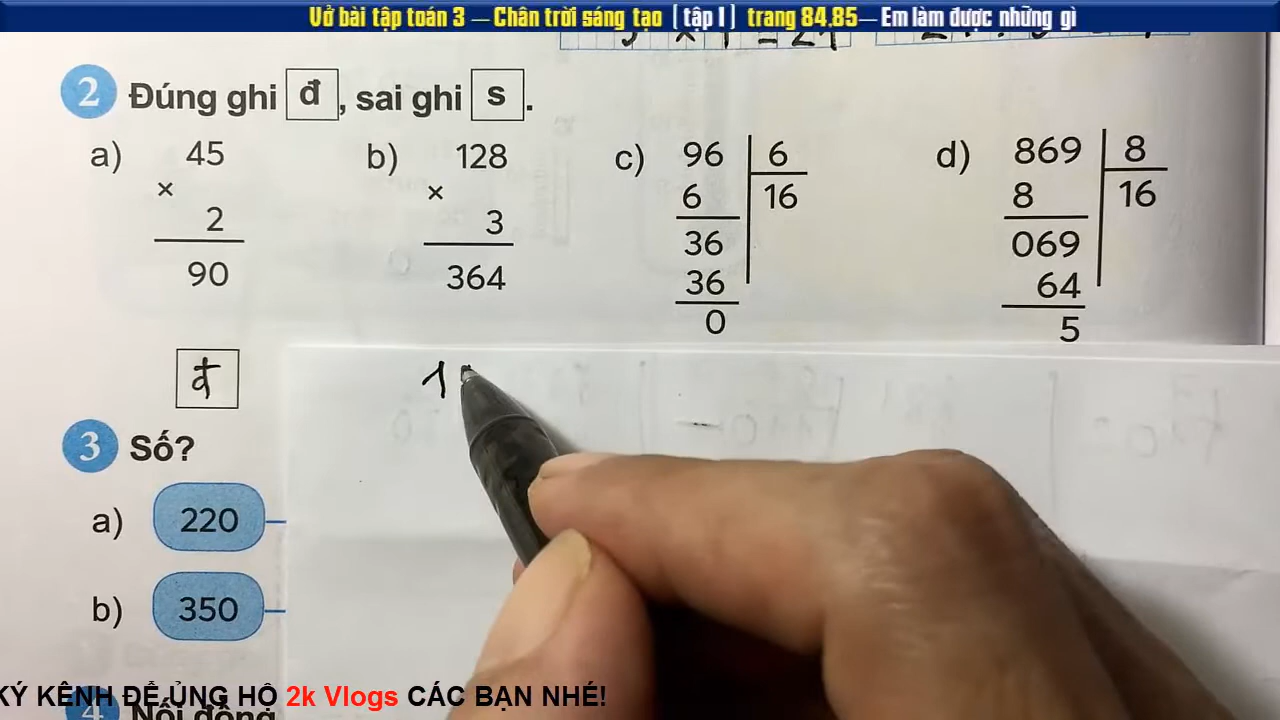 Vở bài tập toán 3 – Chân trời sáng tạo ( tập 1 ) trang 84,85– Em làm được những gì
2 Đúng ghi đ , sai ghi s .
a) 45
×
2
90
b) 128
×
3
364
c) 96 6
6 16
36
36
0
d) 869 8
8 16
069
64
5
đ
1
3 Số?
a) 220
b) 350
KÝ KÊNH ĐỂ ỦNG HỘ 2k Vlogs CÁC BẠN NHÉ!